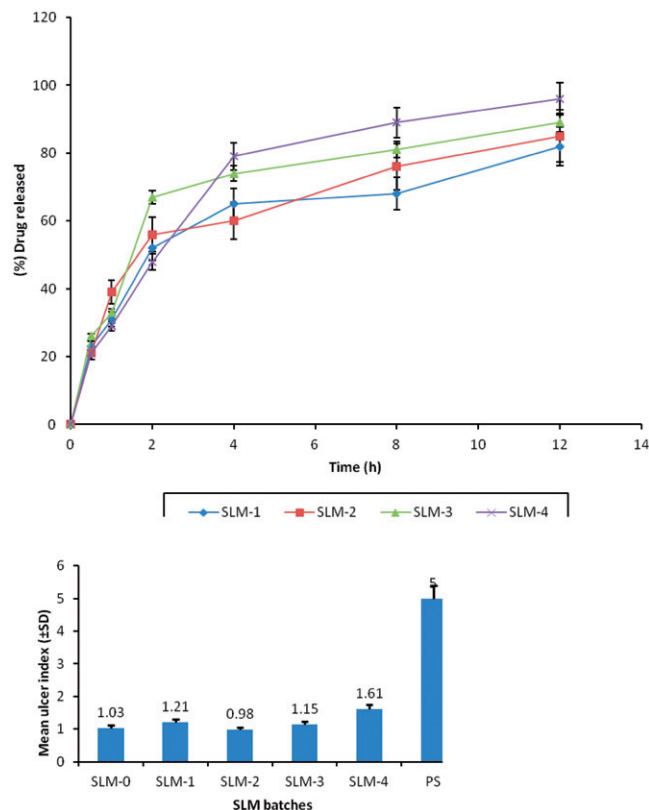 120
100
80
60
40
20
0
(%) Drug released
0 2 4 6 8 10 12 14
Time (h)
SLM-1 SLM-2 SLM-3 SLM-4
6
5
4
3
2
1
0
Mean ulcer index (±SD)
1.03 1.21 0.98 1.15 1.61 5
SLM-0 SLM-1 SLM-2 SLM-3 SLM-4 PS
SLM batches